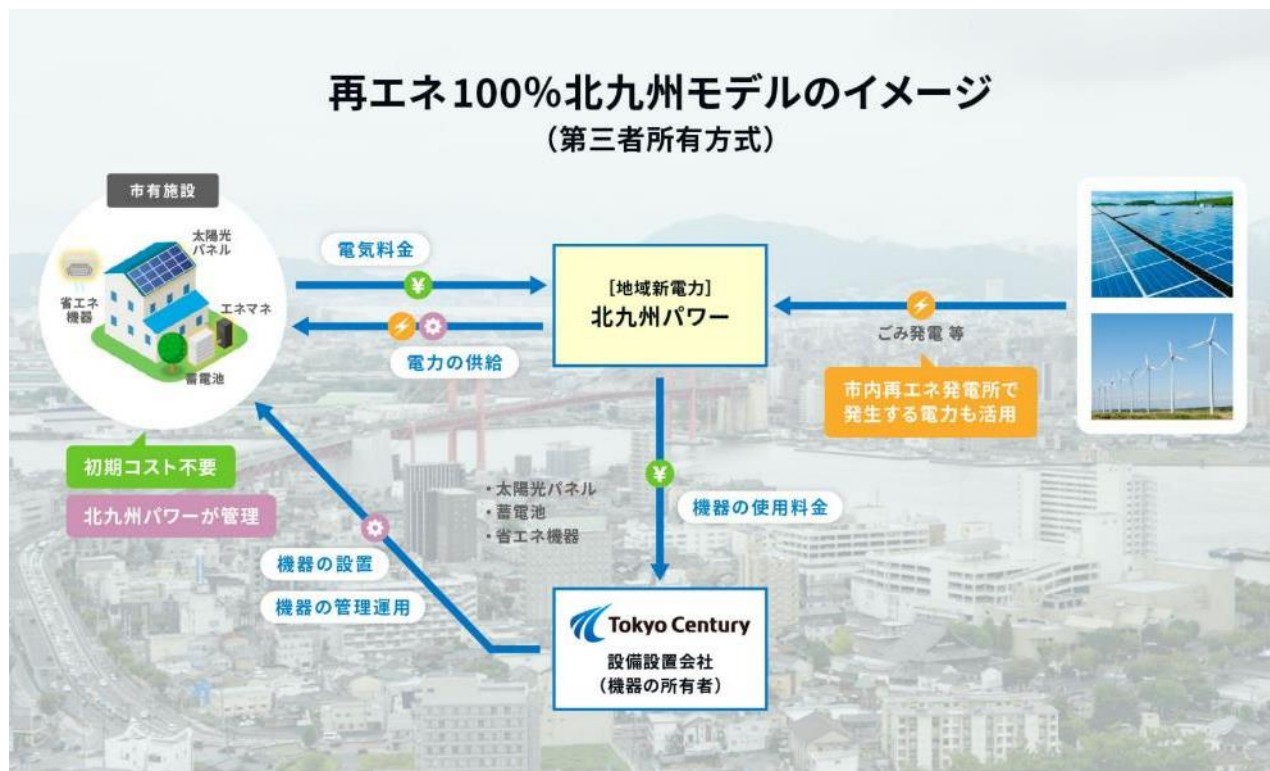 再エネ100%北九州モデルのイメージ
（第三者所有方式）
市有施設
太陽光
パネル
省エネ
機器
エネマネ
蓄電池
初期コスト不要
北九州パワーが管理
電気料金
¥
電力の供給
［地域新電力］
北九州パワー
ごみ発電 等
市内再エネ発電所で
発生する電力も活用
¥
機器の使用料金
・太陽光パネル
・蓄電池
・省エネ機器
機器の設置
機器の管理運用
Tokyo Century
設備設置会社
（機器の所有者）